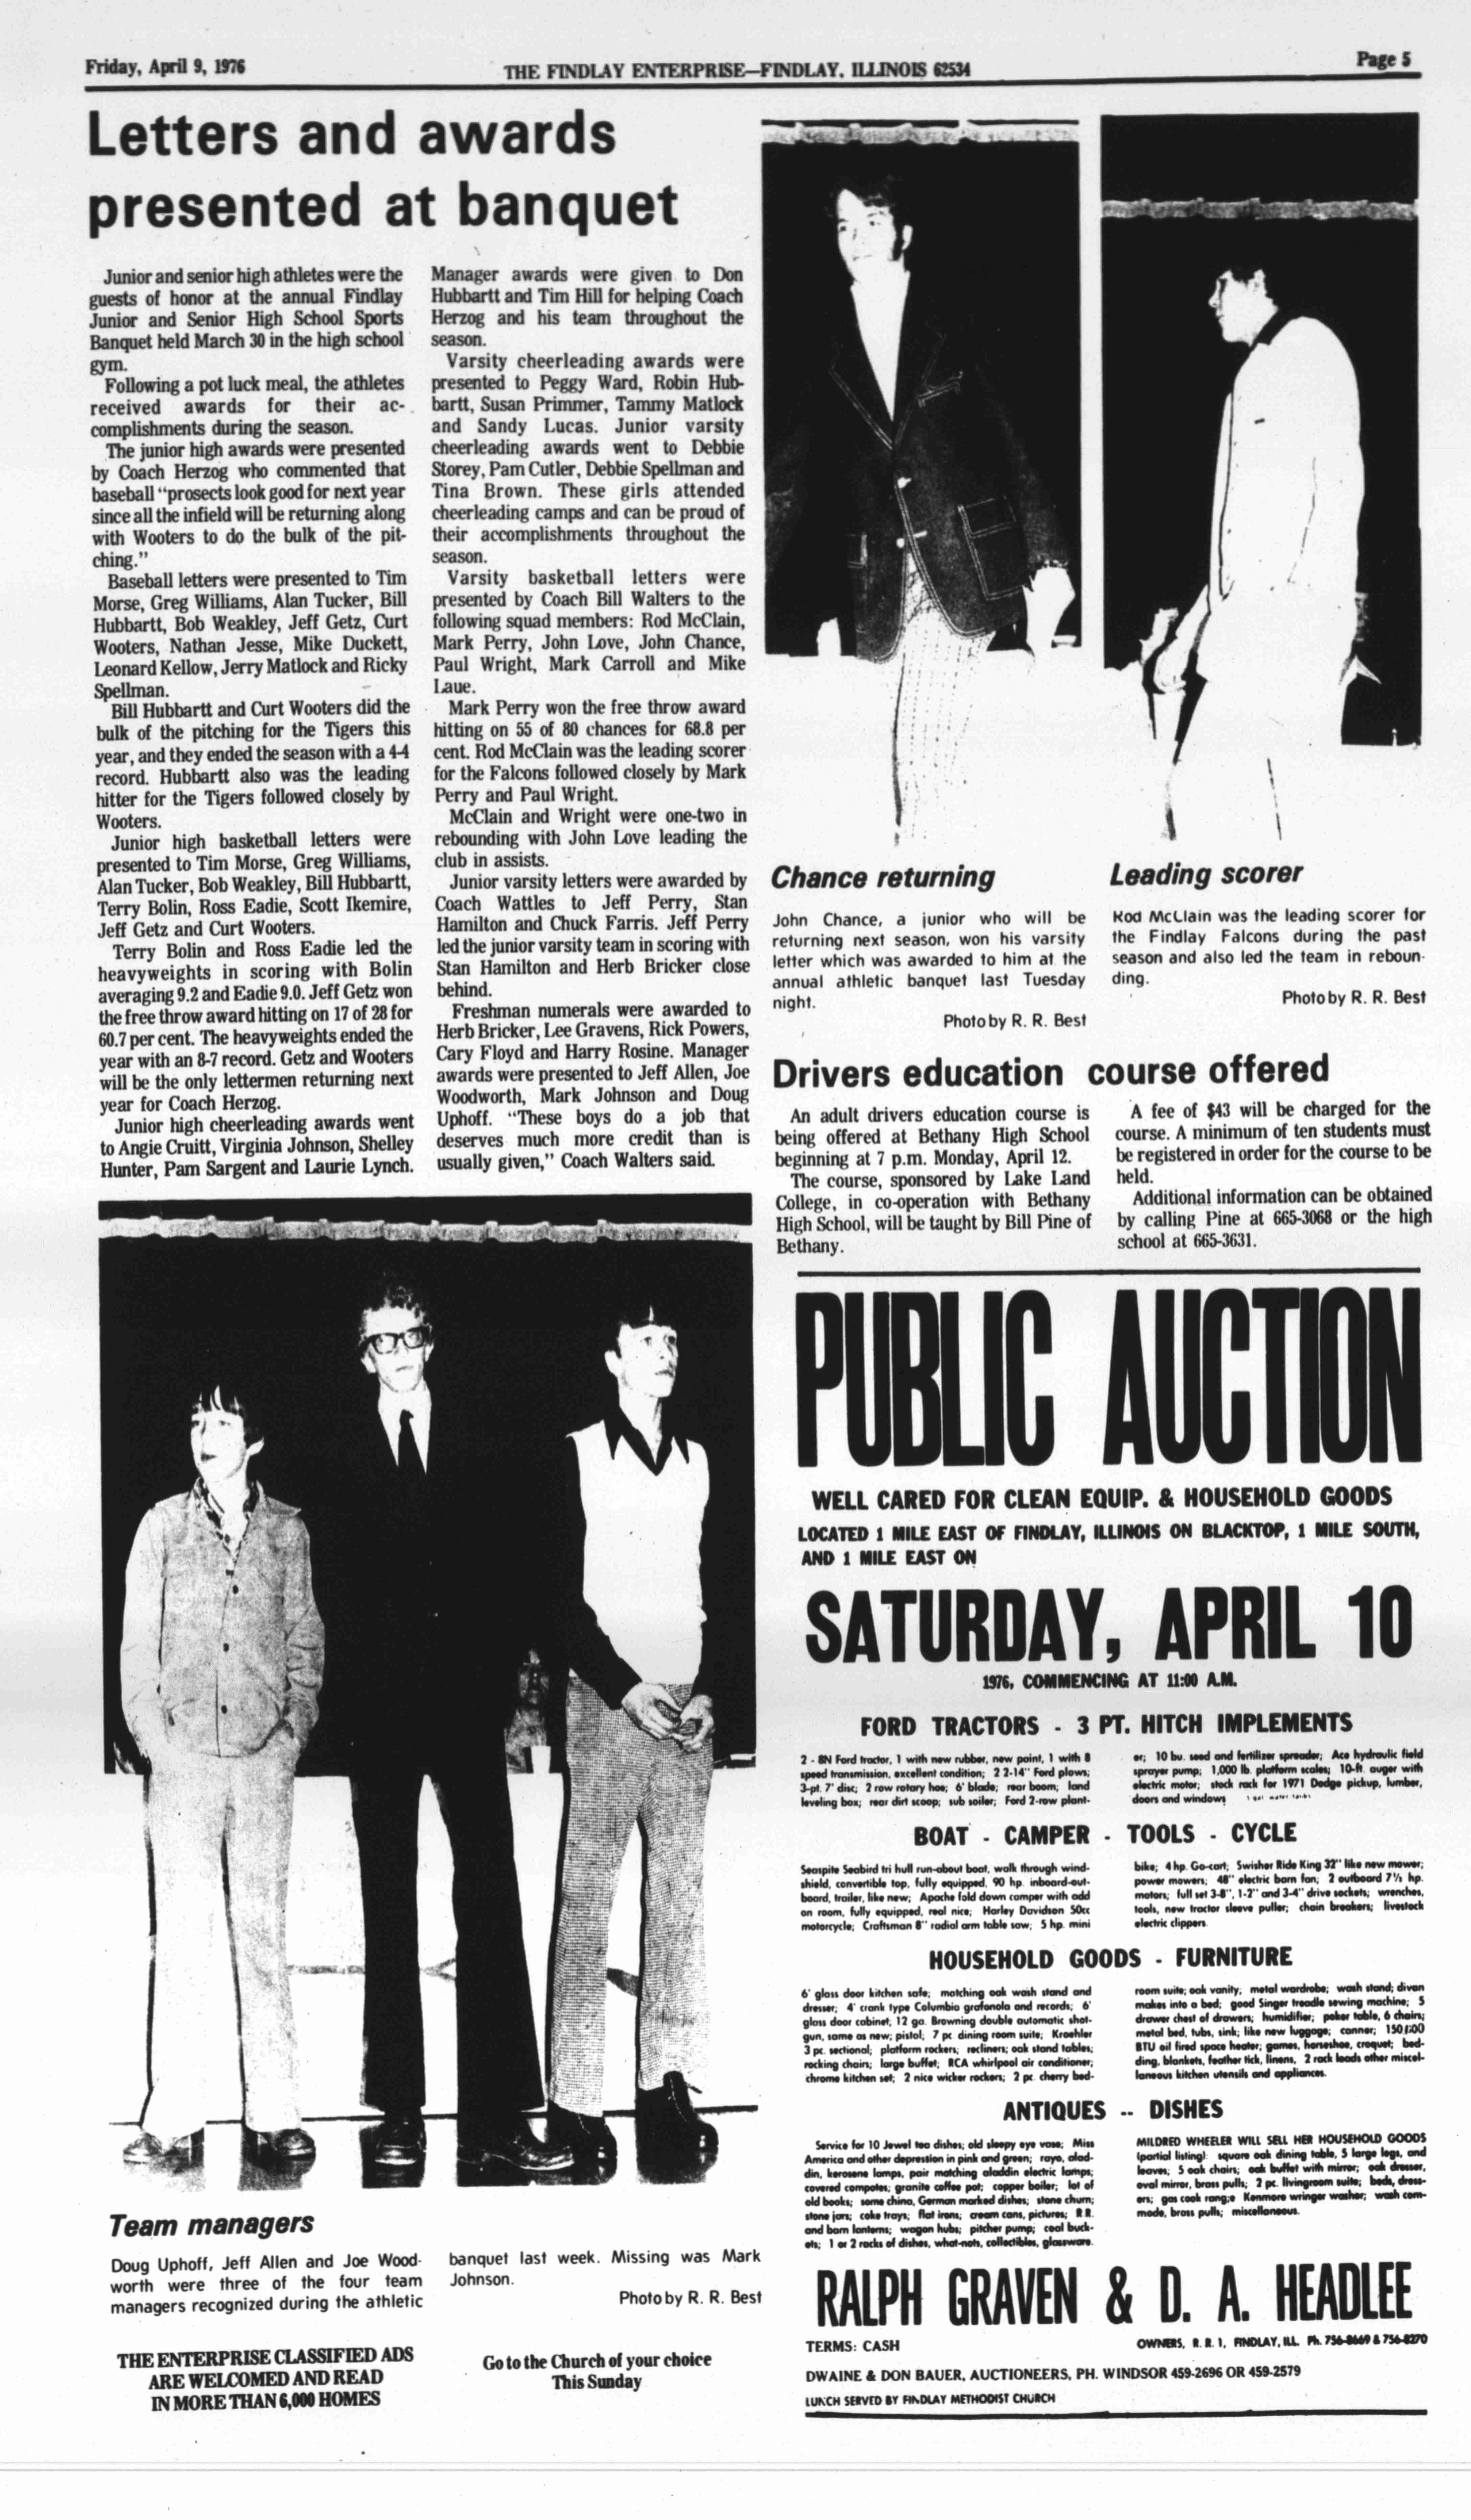 Friday, April 9, 1976
THE FINDLAY ENTERPRISE—FINDLAY, ILLINOIS 62534
Page 5
Letters and awards
presented at banquet
Junior and senior high athletes were the
guests of honor at the annual Findlay
Junior and Senior High School Sports
Banquet held March 30 in the high school
gym.
Following a pot luck meal, the athletes
received awards for their ac-
complishments during the season.
The junior high awards were presented
by Coach Herzog who commented that
baseball "prosects look good for next year
since all the infield will be returning along
with Wooters to do the bulk of the pit-
ching."
Baseball letters were presented to Tim
Morse, Greg Williams, Alan Tucker, Bill
Hubbartt, Bob Weakley, Jeff Getz, Curt
Wooters, Nathan Jesse, Mike Duckett,
Leonard Kellow, Jerry Matlock and Ricky
Spellman.
Bill Hubbartt and Curt Wooters did the
bulk of the pitching for the Tigers this
year, and they ended the season with a 4-4
record. Hubbartt also was the leading
hitter for the Tigers followed closely by
Wooters.
Junior high basketball letters were
presented to Tim Morse, Greg Williams,
Alan Tucker, Bob Weakley, Bill Hubbartt,
Terry Bolin, Ross Eadie, Scott Ikemire,
Jeff Getz and Curt Wooters.
Terry Bolin and Ross Eadie led the
heavyweights in scoring with Bolin
averaging 9.2 and Eadie 9.0. Jeff Getz won
the free throw award hitting on 17 of 28 for
60.7 per cent. The heavyweights ended the
year with an 8-7 record. Getz and Wooters
will be the only lettermen returning next
year for Coach Herzog.
Junior high cheerleading awards went
to Angie Cruitt, Virginia Johnson, Shelley
Hunter, Pam Sargent and Laurie Lynch.
Manager awards were given to Don
Hubbartt and Tim Hill for helping Coach
Herzog and his team throughout the
season.
Varsity cheerleading awards were
presented to Peggy Ward, Robin Hub-
bartt, Susan Primmer, Tammy Matlock
and Sandy Lucas. Junior varsity
cheerleading awards went to Debbie
Storey, Pam Cutler, Debbie Spellman and
Tina Brown. These girls attended
cheerleading camps and can be proud of
their accomplishments throughout the
season.
Varsity basketball letters were
presented by Coach Bill Walters to the
following squad members: Rod McClain,
Mark Perry, John Love, John Chance,
Paul Wright, Mark Carroll and Mike
Laue.
Mark Perry won the free throw award
hitting on 55 of 80 chances for 68.8 per
cent. Rod McClain was the leading scorer
for the Falcons followed closely by Mark
Perry and Paul Wright.
McClain and Wright were one-two in
rebounding with John Love leading the
club in assists.
Junior varsity letters were awarded by
Coach Wattles to Jeff Perry, Stan
Hamilton and Chuck Farris. Jeff Perry
led the junior varsity team in scoring with
Stan Hamilton and Herb Bricker close
behind.
Freshman numerals were awarded to
Herb Bricker, Lee Gravens, Rick Powers,
Cary Floyd and Harry Rosine. Manager
awards were presented to Jeff Allen, Joe
Woodworth, Mark Johnson and Doug
Uphoff. "These boys do a job that
deserves much more credit than is
usually given," Coach Walters said.
Chance returning
John Chance, a junior who will be
returning next season, won his varsity
letter which was awarded to him at the
annual athletic banquet last Tuesday
night.
Photo by R. R. Best
Leading scorer
Rod McClain was the leading scorer for
the Findlay Falcons during the past
season and also led the team in reboun-
ding.
Photo by R. R. Best
Drivers education course offered
An adult drivers education course is
being offered at Bethany High School
beginning at 7 p.m. Monday, April 12.
The course, sponsored by Lake Land
College, in co-operation with Bethany
High School, will be taught by Bill Pine of
Bethany.
A fee of $43 will be charged for the
course. A minimum of ten students must
be registered in order for the course to be
held.
Additional information can be obtained
by calling Pine at 665-3068 or the high
school at 665-3631.
PUBLIC AUCTION
WELL CARED FOR CLEAN EQUIP. & HOUSEHOLD GOODS
LOCATED 1 MILE EAST OF FINDLAY, ILLINOIS ON BLACKTOP, 1 MILE SOUTH,
AND 1 MILE EAST ON
SATURDAY, APRIL 10
1976, COMMENCING AT 11:00 A.M.
FORD TRACTORS - 3 PT. HITCH IMPLEMENTS
2 - 8N Ford tractor, 1 with new rubber, new paint, 1 with 8
speed transmission, excellent condition; 2 2-14" Ford plows;
3-pt. 7' disc; 2 row rotary hoe; 6' blade; rear boom; land
leveling box; rear dirt scoop; sub soiler; Ford 2-row plant-
er; 10 bu. seed and fertilizer spreader; Ace hydraulic field
sprayer pump; 1,000 lb. platform scales; 10-ft. auger with
electric motor; stock rack for 1971 Dodge pickup, lumber,
doors and windows
BOAT - CAMPER - TOOLS - CYCLE
Seaspite Seabird tri hull run-about boat, walk through wind-
shield, convertible top, fully equipped, 90 hp. inboard-out-
board, trailer, like new; Apache fold down camper with add
on room, fully equipped, real nice; Harley Davidson 50cc
motorcycle; Craftsman 8" radial arm table saw; 5 hp. mini
bike; 4 hp. Go-cart; Swisher Ride King 32" like new mower;
power mowers; 48" electric barn fan; 2 outboard 7½ hp.
motors; full set 3-8", 1-2" and 3-4" drive sockets; wrenches,
tools, new tractor sleeve puller; chain breakers; livestock
electric clippers.
HOUSEHOLD GOODS - FURNITURE
6' glass door kitchen safe; matching oak wash stand and
dresser; 4' crank type Columbia grafonola and records; 6'
glass door cabinet; 12 ga. Browning double automatic shot-
gun, same as new; pistol; 7 pc. dining room suite; Kroehler
3 pc. sectional; platform rockers; recliners; oak stand tables;
rocking chairs; large buffet; RCA whirlpool air conditioner;
chrome kitchen set; 2 nice wicker rockers; 2 pc. cherry bed-
room suite; oak vanity; metal wardrobe; wash stand; divan
makes into a bed; good Singer treadle sewing machine; 5
drawer chest of drawers; humidifier; poker table, 6 chairs;
metal bed, tubs, sink; like new luggage; canner; 150,000
BTU oil fired space heater; games, horseshoe, croquet; bed-
ding, blankets, feather tick, linens, 2 rack loads other miscel-
laneous kitchen utensils and appliances.
ANTIQUES -- DISHES
Service for 10 Jewel tea dishes; old sleepy eye vase; Miss
America and other depression in pink and green; rayo, alad-
din, kerosene lamps, pair matching aladdin electric lamps;
covered compotes; granite coffee pot; copper boiler; lot of
old books; some china, German marked dishes; stone churn;
stone jars; coke trays; flat irons; cream cans, pictures; R.R.
and barn lanterns; wagon hubs; pitcher pump; coal buck-
ets; 1 or 2 racks of dishes, what-nots, collectibles, glassware.
MILDRED WHEELER WILL SELL HER HOUSEHOLD GOODS
(partial listing): square oak dining table, 5 large legs, and
leaves; 5 oak chairs; oak buffet with mirror; oak dresser,
oval mirror, brass pulls; 2 pc. livingroom suite; beds, dress-
ers; gas cook rang;e Kenmore wringer washer; wash com-
mode, brass pulls; miscellaneous.
RALPH GRAVEN & D. A. HEADLEE
TERMS: CASH
OWNERS, R. R. 1, FINDLAY, ILL. Ph. 756-8669 & 756-8270
DWAINE & DON BAUER, AUCTIONEERS, PH. WINDSOR 459-2696 OR 459-2579
LUNCH SERVED BY FINDLAY METHODIST CHURCH
Team managers
Doug Uphoff, Jeff Allen and Joe Wood-
worth were three of the four team
managers recognized during the athletic
banquet last week. Missing was Mark
Johnson.
Photo by R. R. Best
THE ENTERPRISE CLASSIFIED ADS
ARE WELCOMED AND READ
IN MORE THAN 6,000 HOMES
Go to the Church of your choice
This Sunday